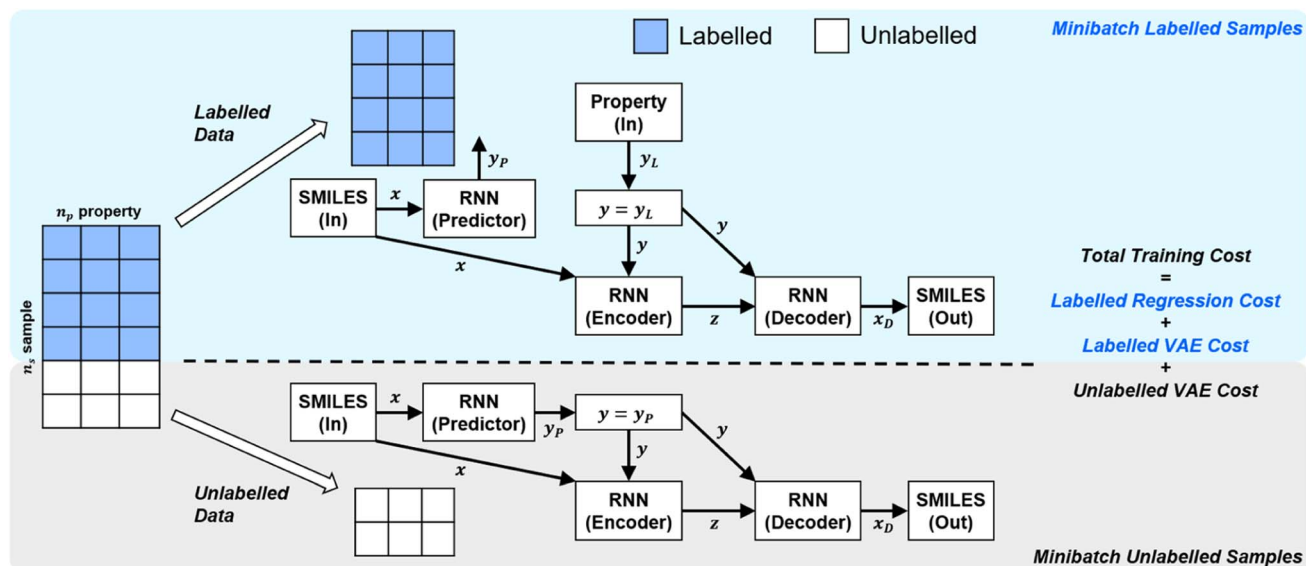 Labelled
Unlabelled
Minibatch Labelled Samples
Labelled
Data
Property
(In)
y_L
y_P
SMILES
(In)
x
RNN
(Predictor)
y = y_L
n_p property
y
y
x
n_s sample
RNN
(Encoder)
z
RNN
(Decoder)
x_D
SMILES
(Out)
Total Training Cost
=
Labelled Regression Cost
+
Labelled VAE Cost
+
Unlabelled VAE Cost
SMILES
(In)
x
RNN
(Predictor)
y_P
y = y_P
y
y
x
Unlabelled
Data
RNN
(Encoder)
z
RNN
(Decoder)
x_D
SMILES
(Out)
Minibatch Unlabelled Samples